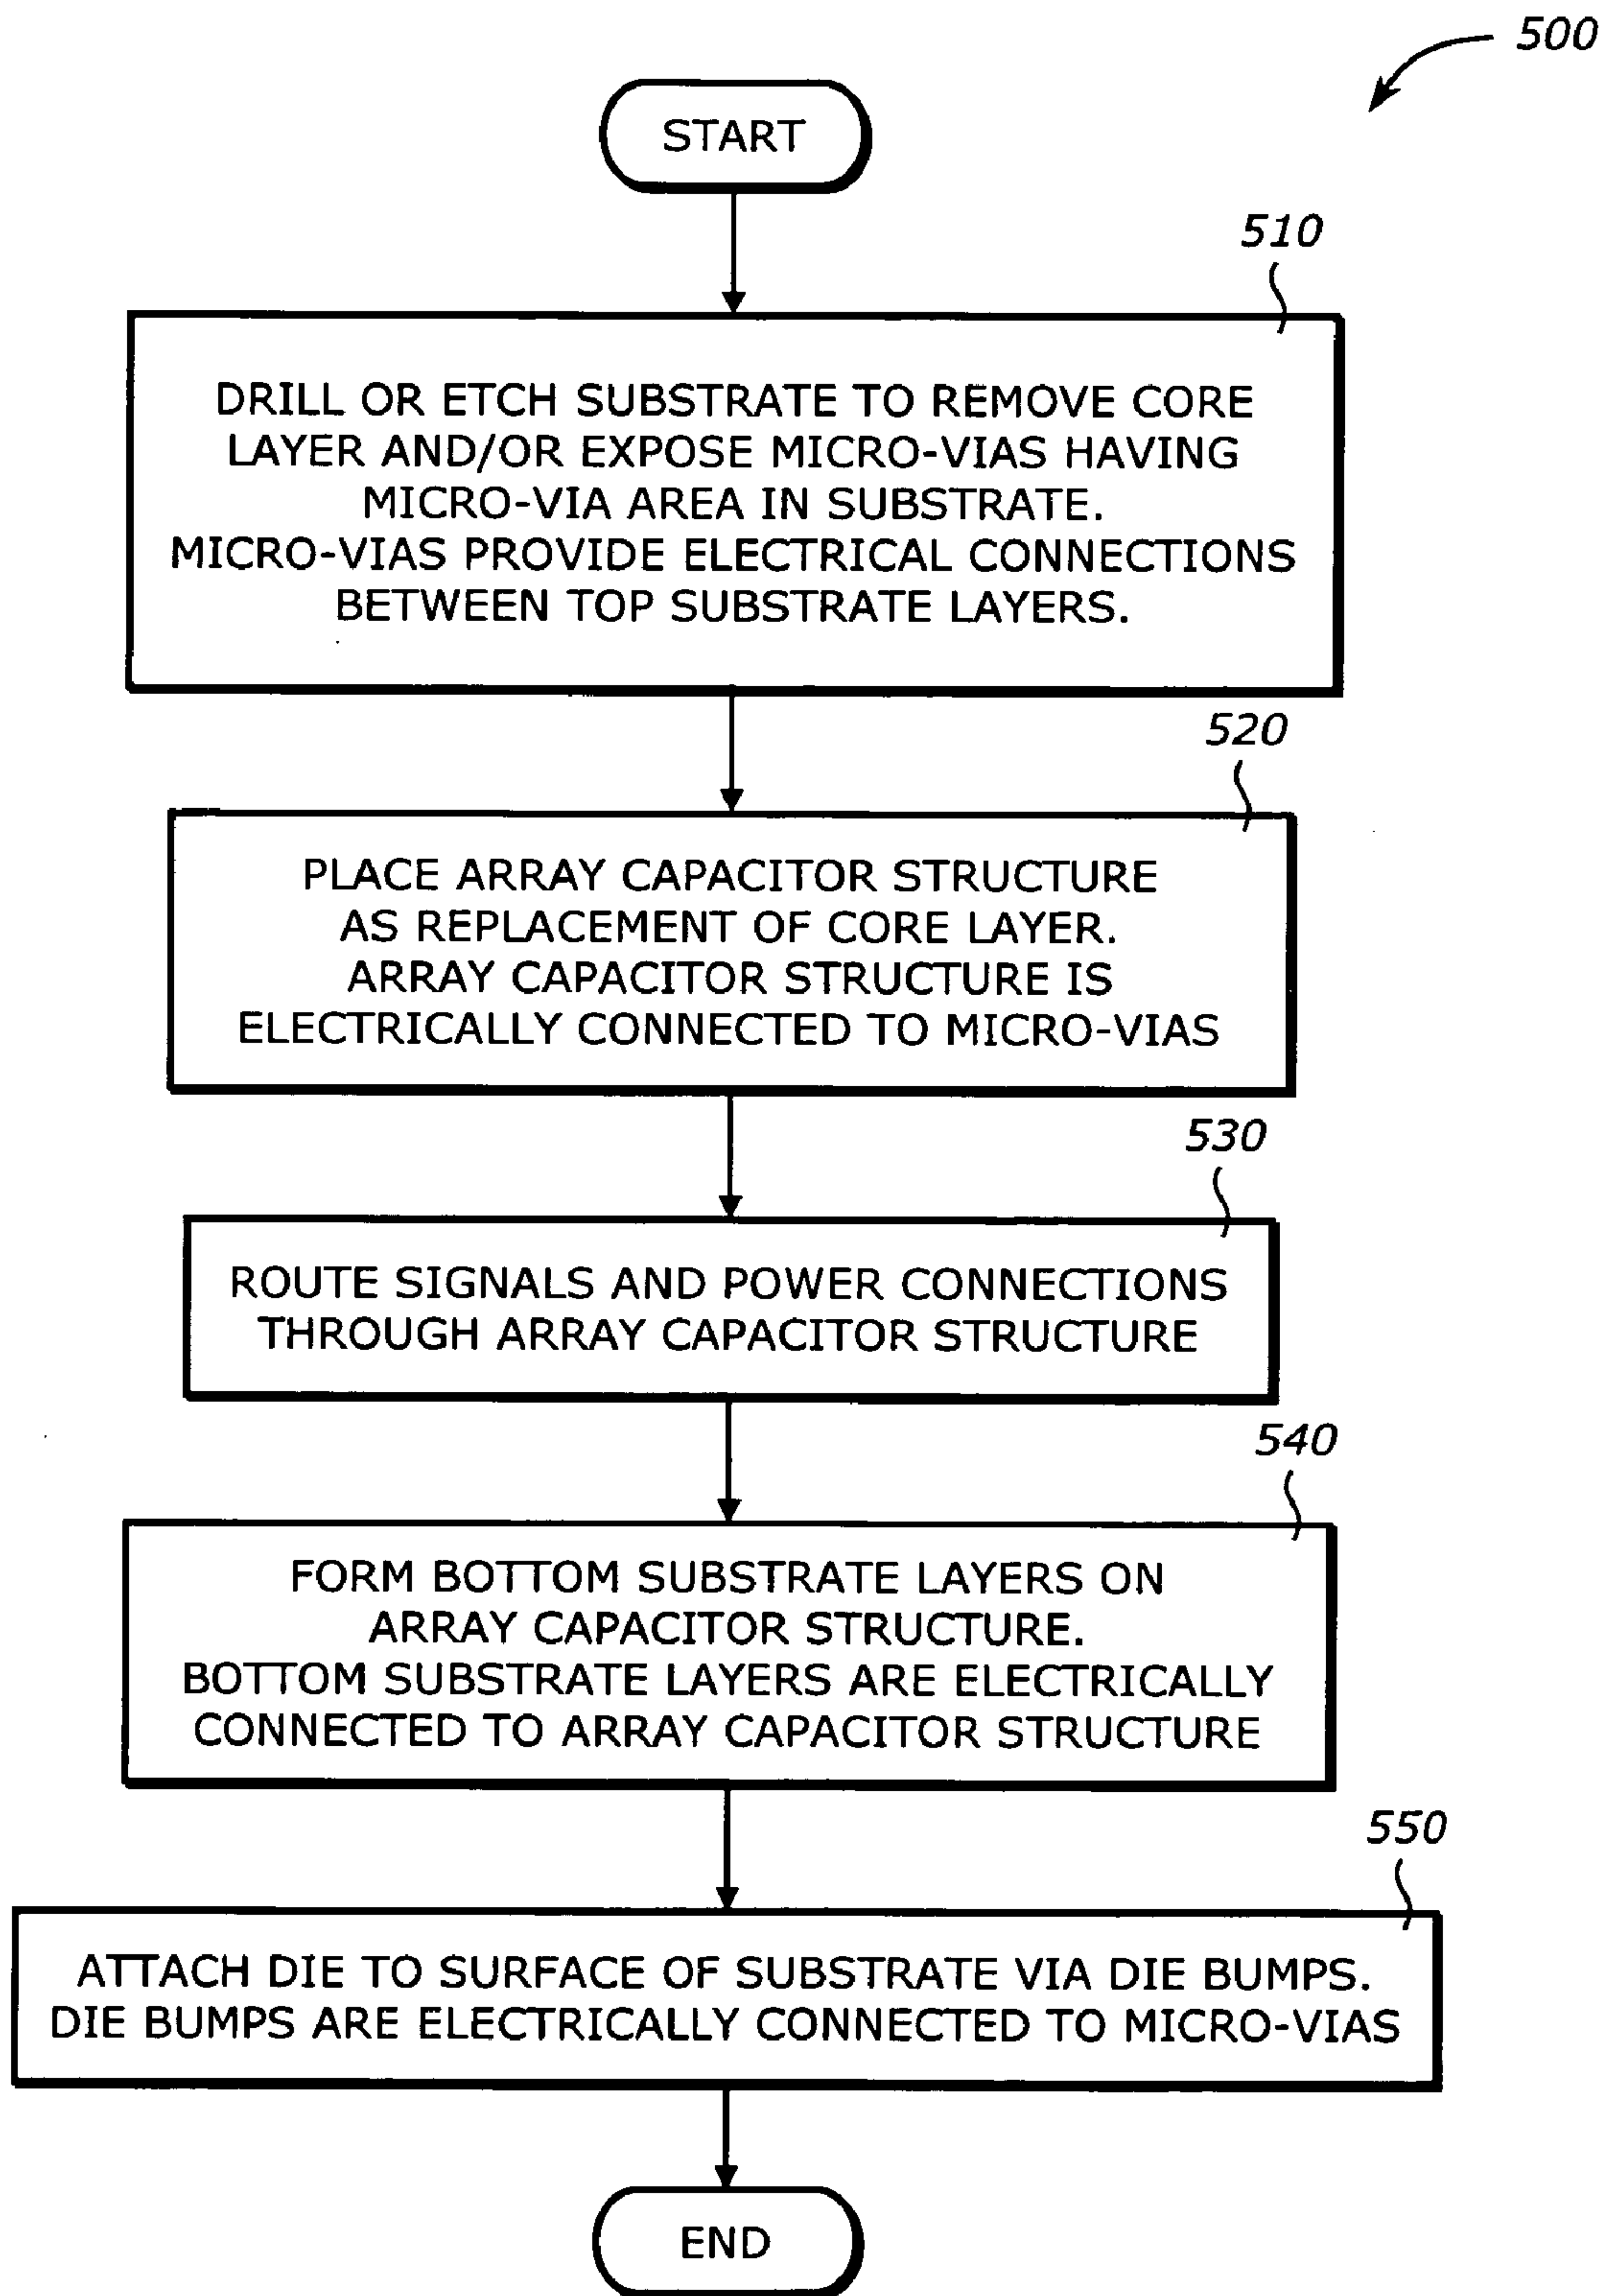 500
START
510
DRILL OR ETCH SUBSTRATE TO REMOVE CORE
LAYER AND/OR EXPOSE MICRO-VIAS HAVING
MICRO-VIA AREA IN SUBSTRATE.
MICRO-VIAS PROVIDE ELECTRICAL CONNECTIONS
BETWEEN TOP SUBSTRATE LAYERS.
520
PLACE ARRAY CAPACITOR STRUCTURE
AS REPLACEMENT OF CORE LAYER.
ARRAY CAPACITOR STRUCTURE IS
ELECTRICALLY CONNECTED TO MICRO-VIAS
530
ROUTE SIGNALS AND POWER CONNECTIONS
THROUGH ARRAY CAPACITOR STRUCTURE
540
FORM BOTTOM SUBSTRATE LAYERS ON
ARRAY CAPACITOR STRUCTURE.
BOTTOM SUBSTRATE LAYERS ARE ELECTRICALLY
CONNECTED TO ARRAY CAPACITOR STRUCTURE
550
ATTACH DIE TO SURFACE OF SUBSTRATE VIA DIE BUMPS.
DIE BUMPS ARE ELECTRICALLY CONNECTED TO MICRO-VIAS
END